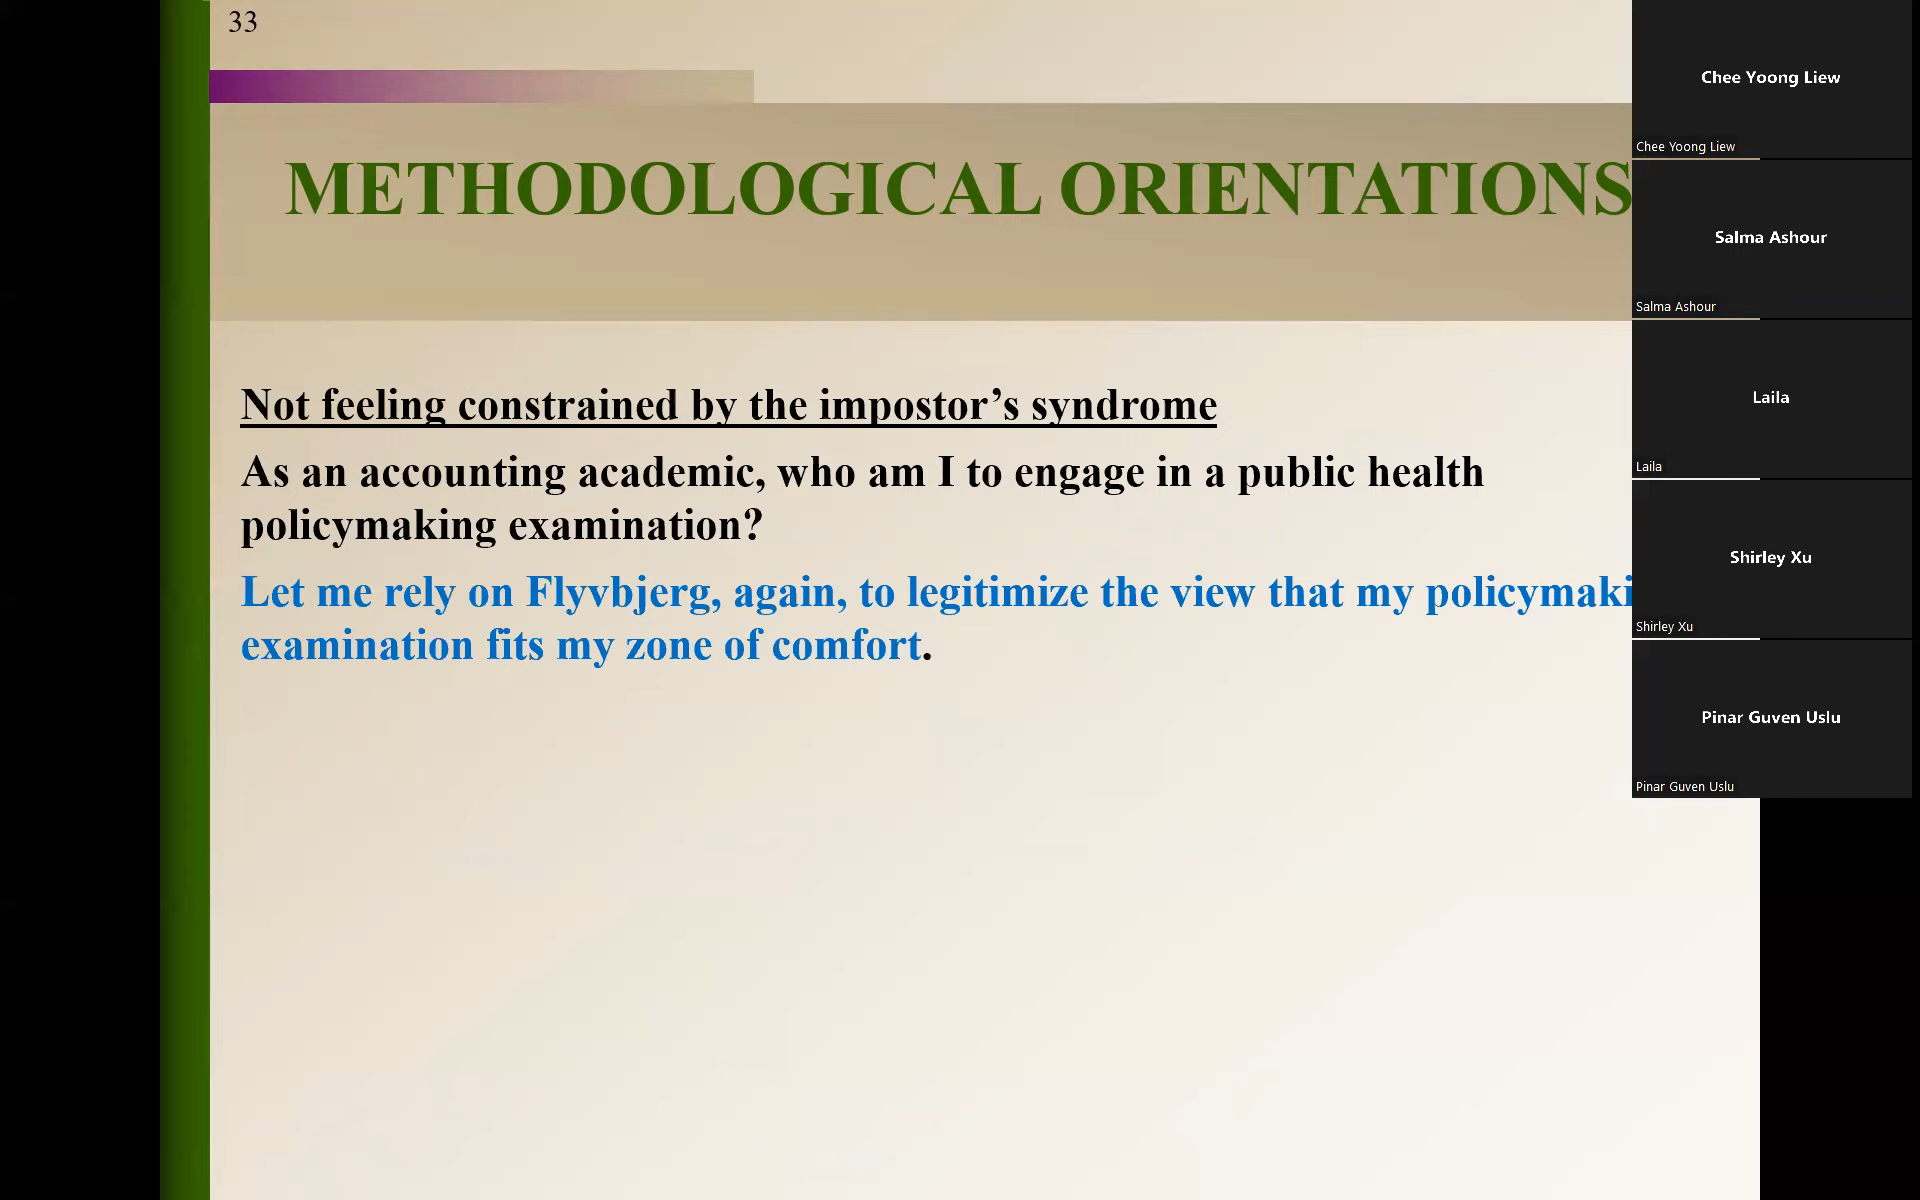 33
METHODOLOGICAL ORIENTATIONS
Not feeling constrained by the impostor’s syndrome
As an accounting academic, who am I to engage in a public health
policymaking examination?
Let me rely on Flyvbjerg, again, to legitimize the view that my policymaki
examination fits my zone of comfort.
Chee Yoong Liew
Chee Yoong Liew
Salma Ashour
Salma Ashour
Laila
Laila
Shirley Xu
Shirley Xu
Pinar Guven Uslu
Pinar Guven Uslu